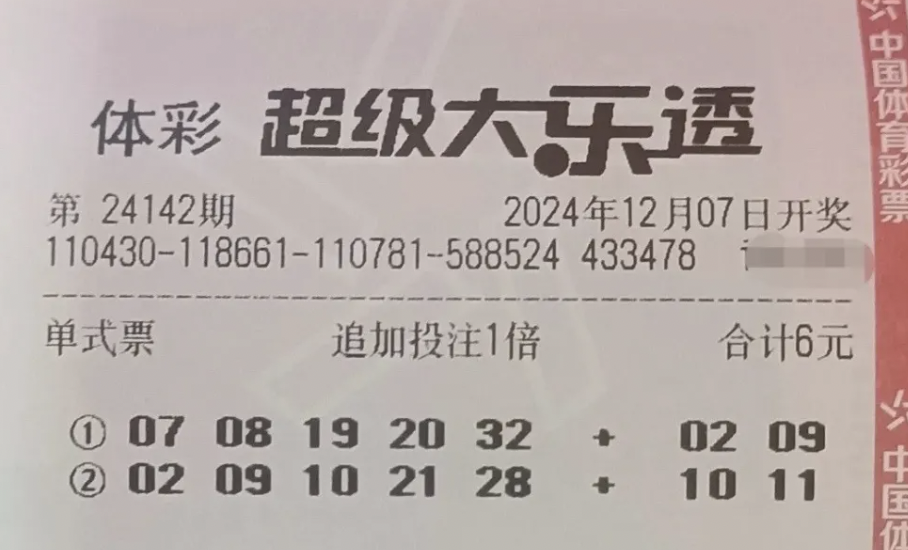 体彩 超级大乐透
第 24142期 2024年12月07日开奖
110430-118661-110781-588524 433478
单式票 追加投注1倍 合计6元
① 07 08 19 20 32 + 02 09
② 02 09 10 21 28 + 10 11
中国体育彩票
中国体